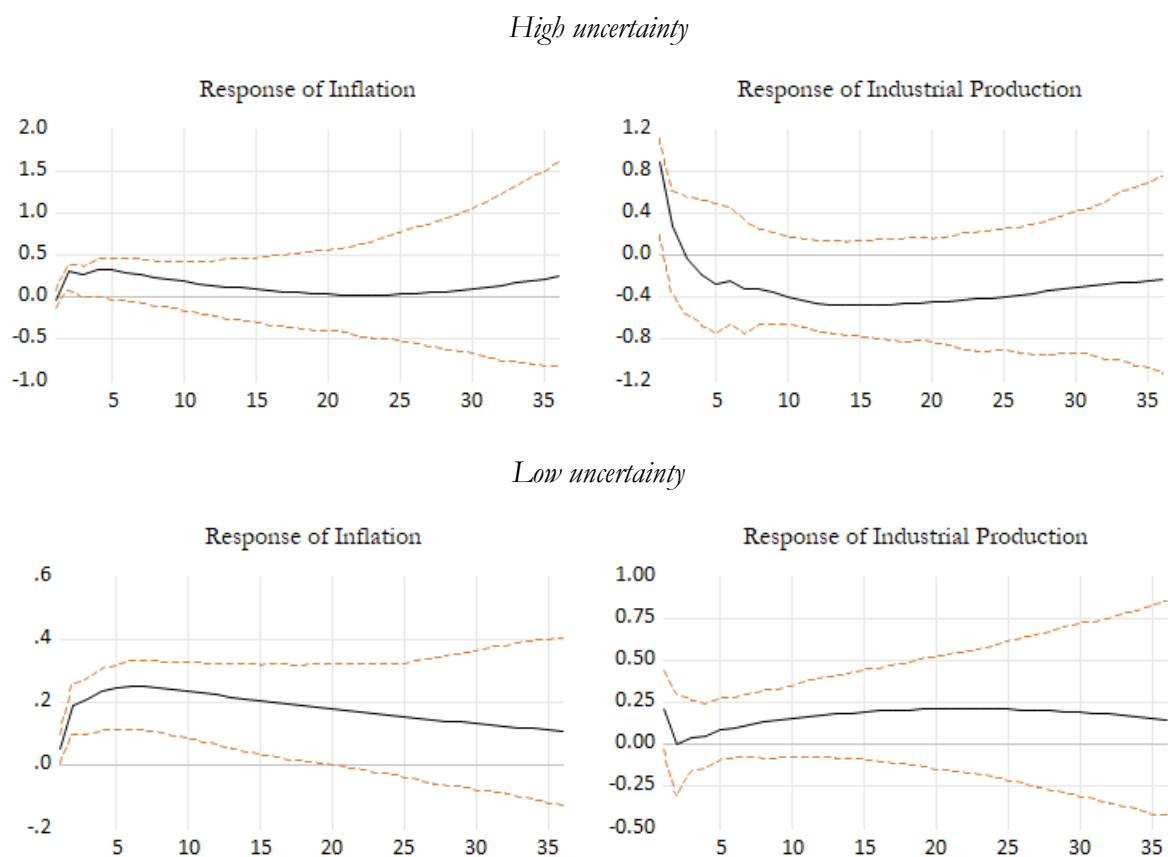 High uncertainty
Response of Inflation
2.0
1.5
1.0
0.5
0.0
-0.5
-1.0
5 10 15 20 25 30 35
Response of Industrial Production
1.2
0.8
0.4
0.0
-0.4
-0.8
-1.2
5 10 15 20 25 30 35
Low uncertainty
Response of Inflation
.6
.4
.2
.0
-.2
5 10 15 20 25 30 35
Response of Industrial Production
1.00
0.75
0.50
0.25
0.00
-0.25
-0.50
5 10 15 20 25 30 35